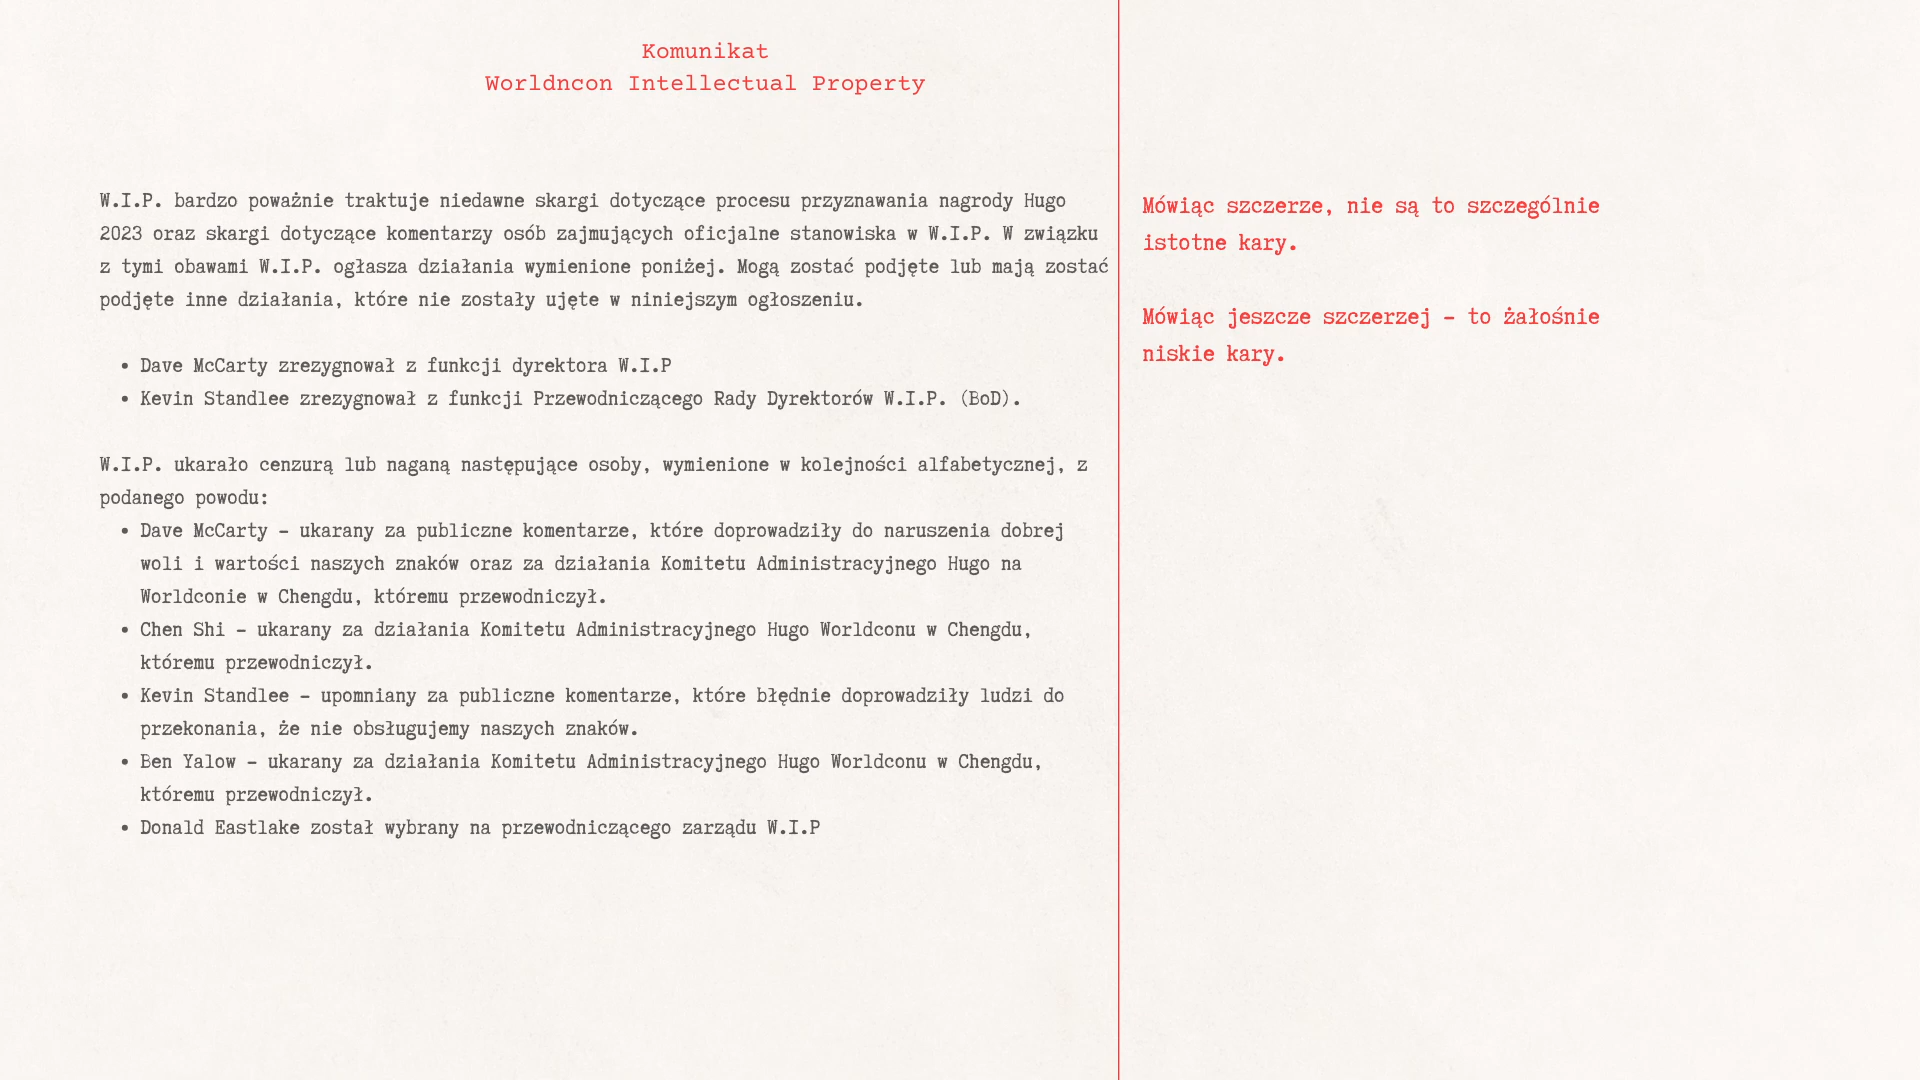 Komunikat
Worldncon Intellectual Property
W.I.P. bardzo poważnie traktuje niedawne skargi dotyczące procesu przyznawania nagrody Hugo
2023 oraz skargi dotyczące komentarzy osób zajmujących oficjalne stanowiska w W.I.P. W związku
z tymi obawami W.I.P. ogłasza działania wymienione poniżej. Mogą zostać podjęte lub mają zostać
podjęte inne działania, które nie zostały ujęte w niniejszym ogłoszeniu.
• Dave McCarty zrezygnował z funkcji dyrektora W.I.P
• Kevin Standlee zrezygnował z funkcji Przewodniczącego Rady Dyrektorów W.I.P. (BoD).
W.I.P. ukarało cenzurą lub naganą następujące osoby, wymienione w kolejności alfabetycznej, z
podanego powodu:
• Dave McCarty – ukarany za publiczne komentarze, które doprowadziły do naruszenia dobrej
woli i wartości naszych znaków oraz za działania Komitetu Administracyjnego Hugo na
Worldconie w Chengdu, któremu przewodniczył.
• Chen Shi – ukarany za działania Komitetu Administracyjnego Hugo Worldconu w Chengdu,
któremu przewodniczył.
• Kevin Standlee – upomniany za publiczne komentarze, które błędnie doprowadziły ludzi do
przekonania, że nie obsługujemy naszych znaków.
• Ben Yalow – ukarany za działania Komitetu Administracyjnego Hugo Worldconu w Chengdu,
któremu przewodniczył.
• Donald Eastlake został wybrany na przewodniczącego zarządu W.I.P
Mówiąc szczerze, nie są to szczególnie
istotne kary.
Mówiąc jeszcze szczerzej – to żałośnie
niskie kary.